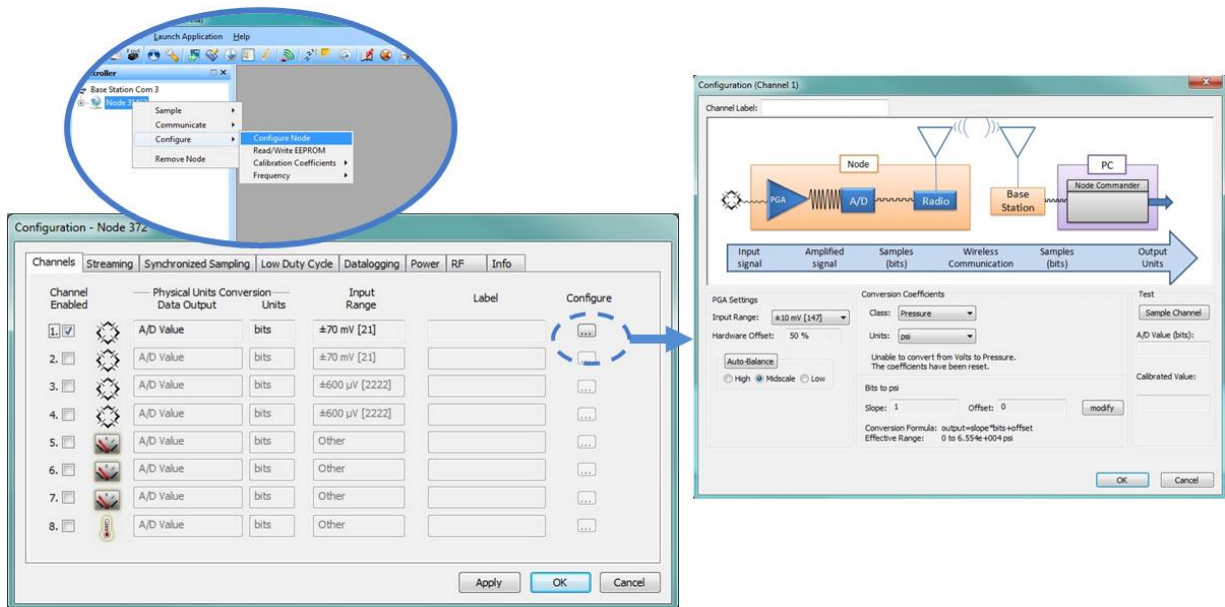 Launch Application Help
Base Station Com 3
Sample
Communicate
Configure
Remove Node
Configure Node
Read/Write EEPROM
Calibration Coefficients
Frequency
Configuration - Node 372
Channels Streaming Synchronized Sampling Low Duty Cycle Datalogging Power RF Info
Channel Enabled
Physical Units Conversion
Data Output Units
Input Range
Label
Configure
1. A/D Value bits ±70 mV [21] ...
2. A/D Value bits ±70 mV [21] ...
3. A/D Value bits ±600 µV [2222] ...
4. A/D Value bits ±600 µV [2222] ...
5. A/D Value bits Other ...
6. A/D Value bits Other ...
7. A/D Value bits Other ...
8. A/D Value bits Other ...
Apply OK Cancel
Configuration (Channel 1)
Channel Label:
Node
PGA
A/D
Radio
Base Station
PC
Node Commander
Input signal
Amplified signal
Samples (bits)
Wireless Communication
Samples (bits)
Output Units
PGA Settings
Input Range: ±10 mV [147]
Hardware Offset: 50 %
Auto-Balance
High Midscale Low
Conversion Coefficients
Class: Pressure
Units: psi
Unable to convert from Volts to Pressure.
The coefficients have been reset.
Bits to psi
Slope: 1 Offset: 0 modify
Conversion Formula: output=slope*bits+offset
Effective Range: 0 to 6.554e+004 psi
Test
Sample Channel
A/D Value (bits):
Calibrated Value:
OK Cancel